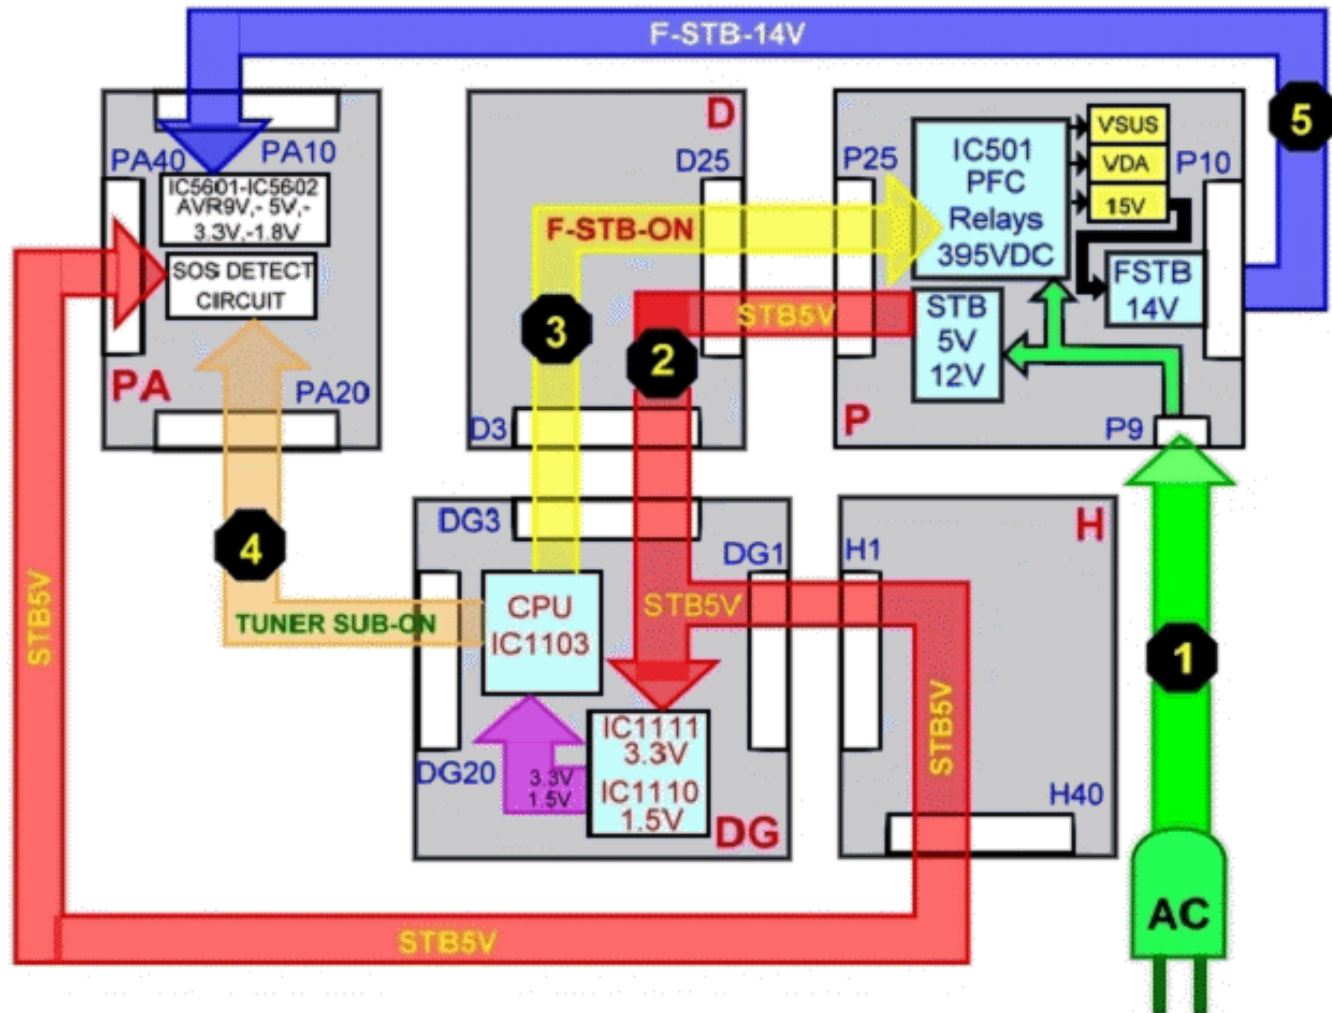 F-STB-14V
5
D
PA40
PA10
IC5601-IC5602
AVR9V,- 5V,-
3.3V,-1.8V
SOS DETECT
CIRCUIT
PA
PA20
D25
F-STB-ON
3
STB5V
2
D3
P25
IC501
PFC
Relays
395VDC
VSUS
VDA
15V
P10
FSTB
14V
STB
5V
12V
P
P9
4
TUNER SUB-ON
DG3
DG1
CPU
IC1103
STB5V
DG20
3.3V
1.5V
IC1111
3.3V
IC1110
1.5V
DG
H1
H
STB5V
H40
1
AC
STB5V
STB5V